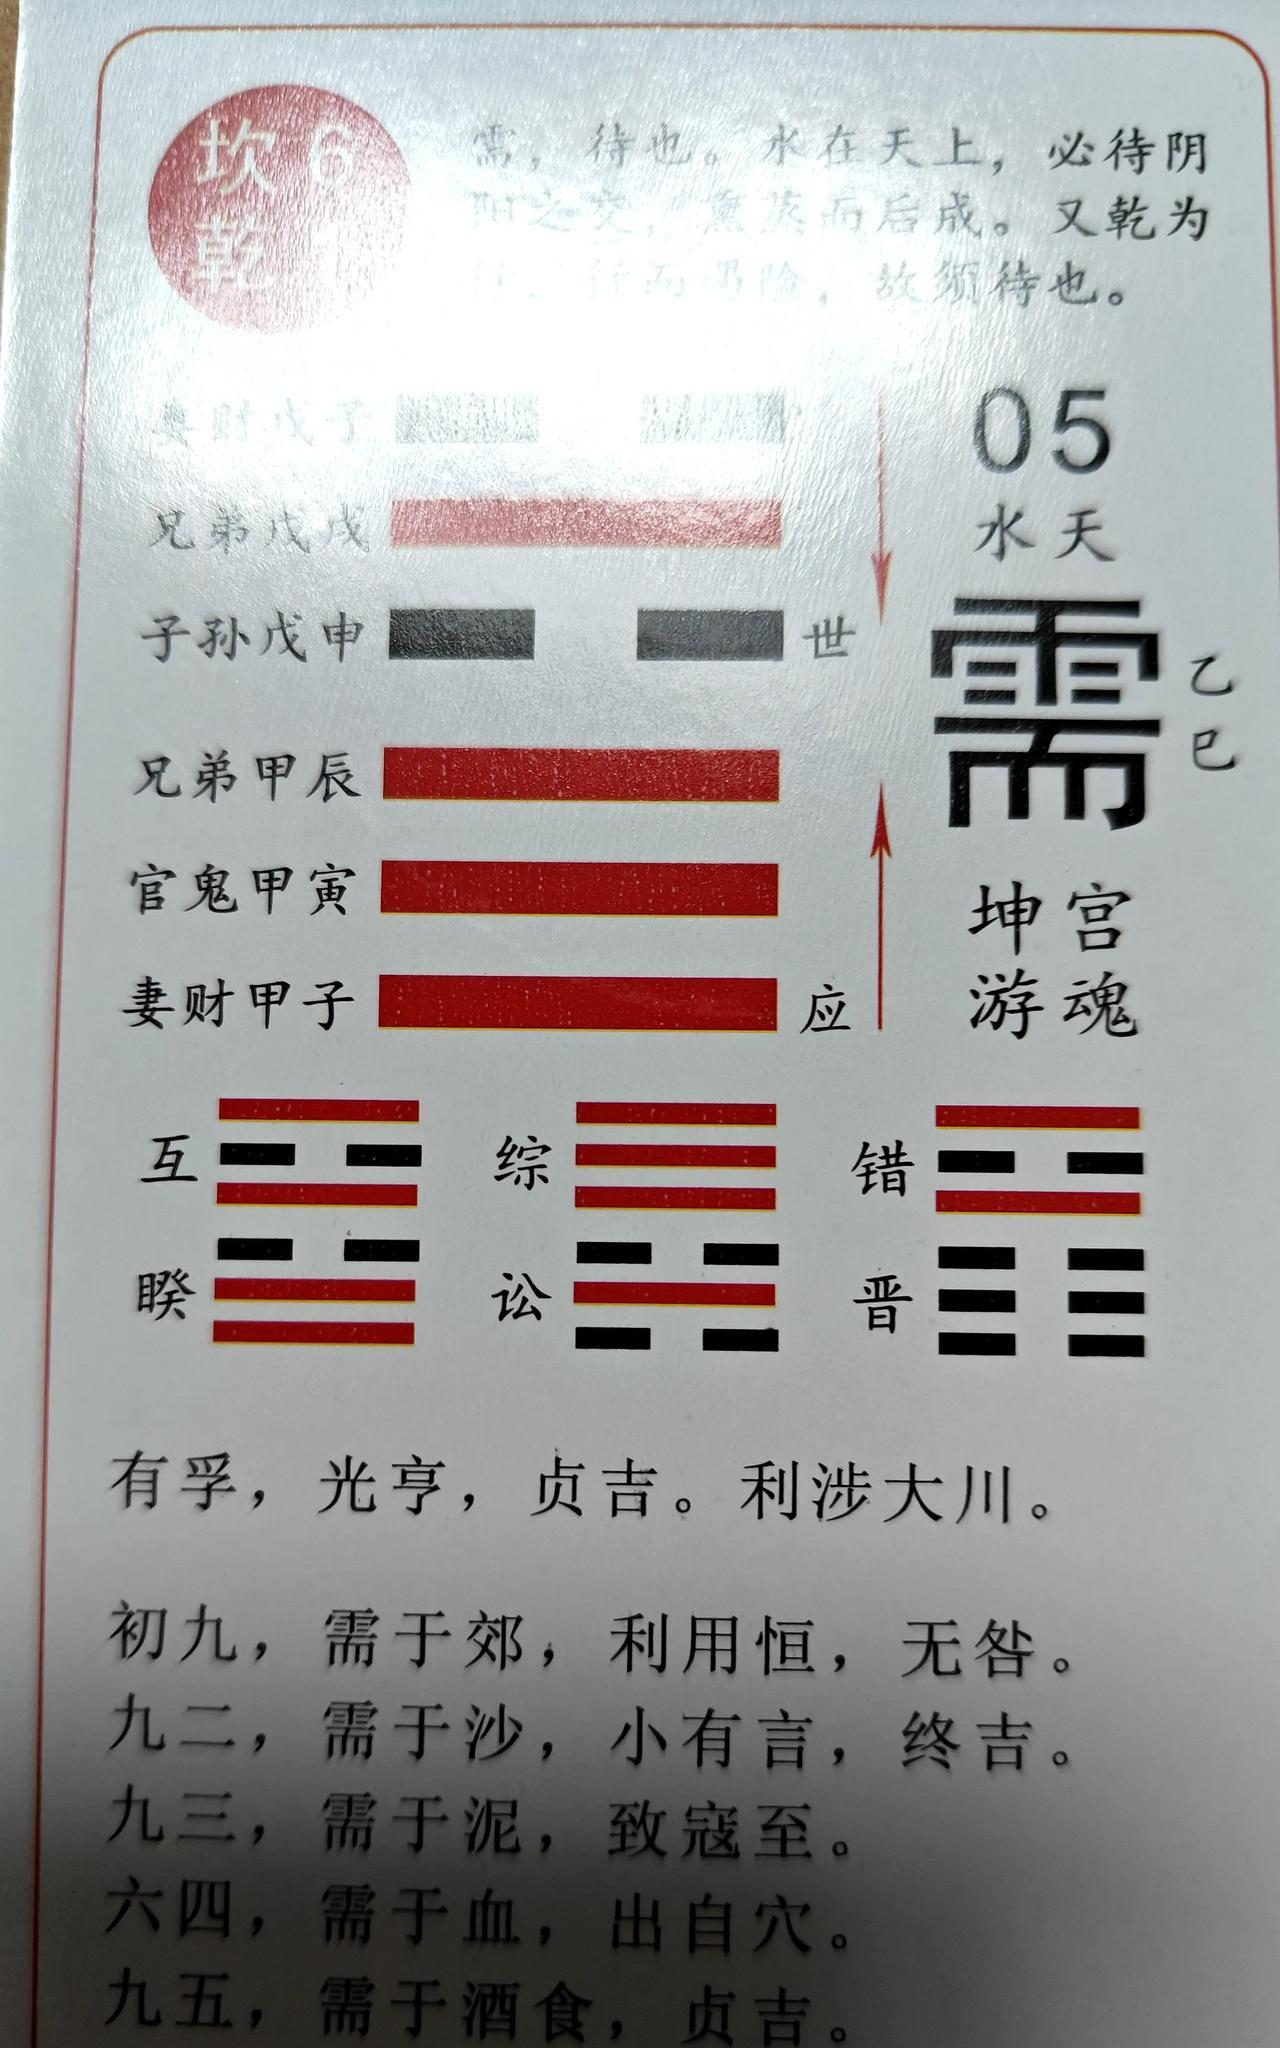 坎 6
乾
需，待也。水在天上，必待阴
阳之交，熏蒸而后成。又乾为
行，行而遇险，故须待也。
妻财戊子
兄弟戊戌
子孙戊申 世
兄弟甲辰
官鬼甲寅
妻财甲子 应
05
水天
需
乙巳
坤宫
游魂
互 睽
综 讼
错 晋
有孚，光亨，贞吉。利涉大川。
初九，需于郊，利用恒，无咎。
九二，需于沙，小有言，终吉。
九三，需于泥，致寇至。
六四，需于血，出自穴。
九五，需于酒食，贞吉。